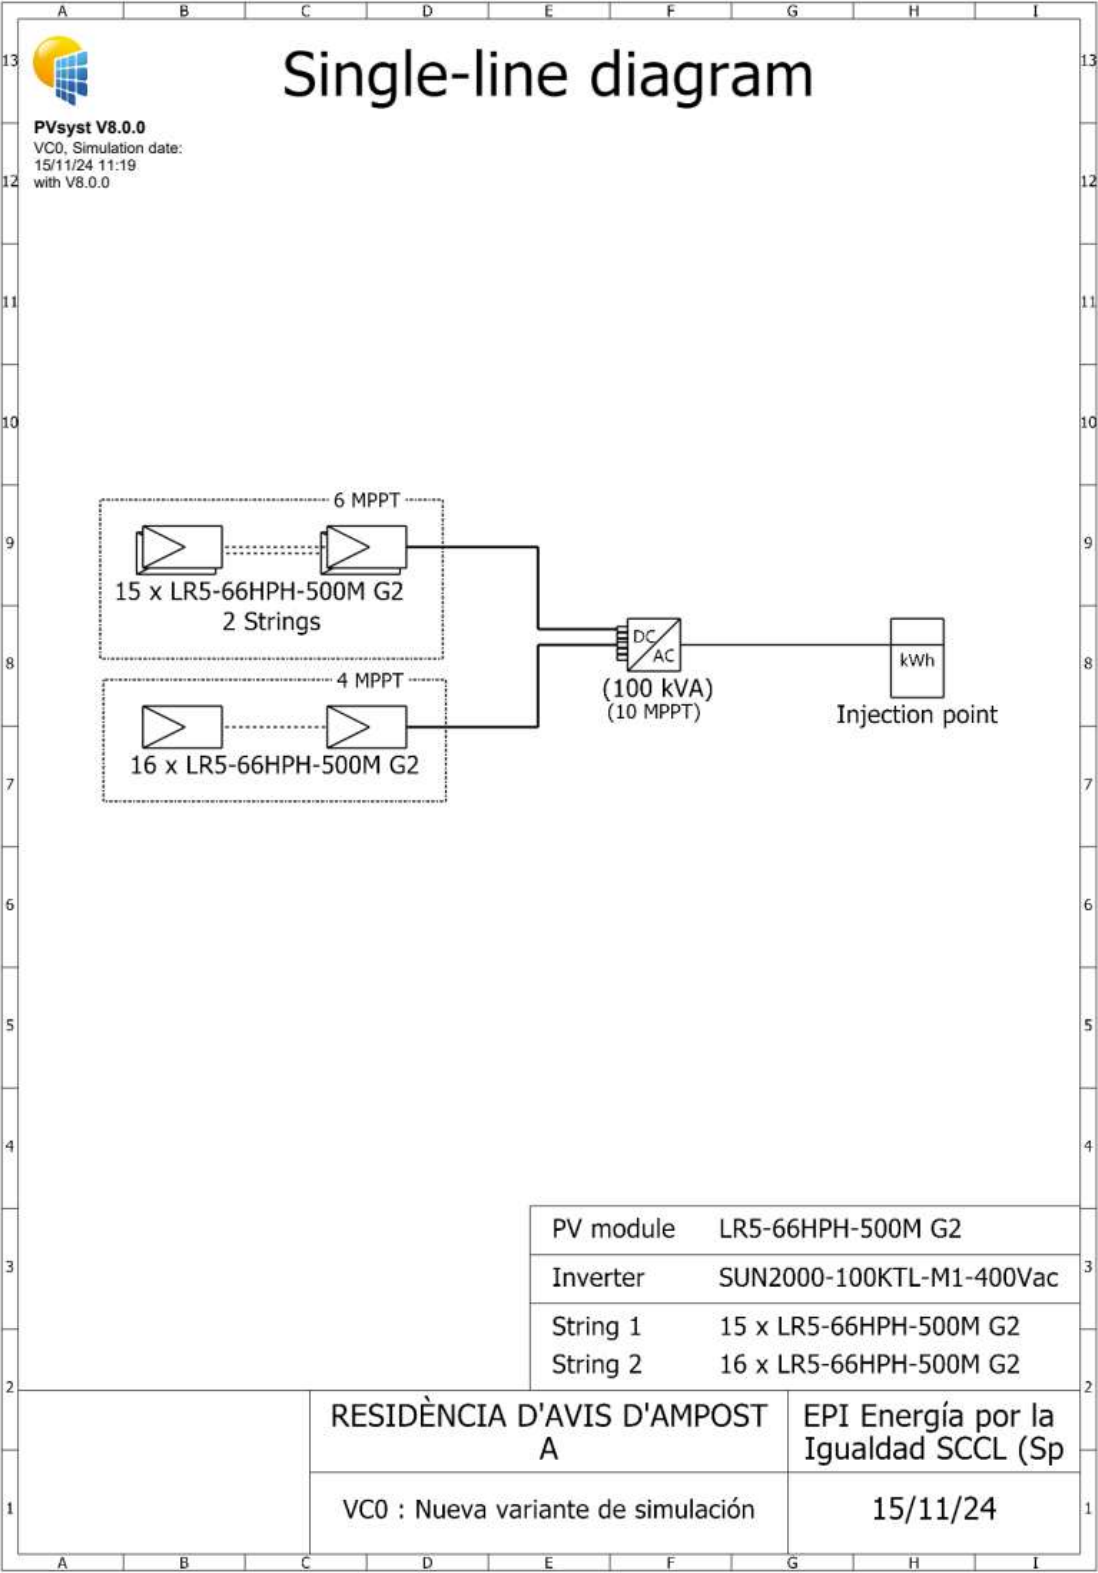 A B C D E F G H I
13 13
Single-line diagram
PVsyst V8.0.0
VC0, Simulation date:
15/11/24 11:19
with V8.0.0
12 12
11 11
10 10
6 MPPT
9 9
15 x LR5-66HPH-500M G2
2 Strings
DC
AC
kWh
8 8
4 MPPT
(100 kVA)
(10 MPPT)
Injection point
16 x LR5-66HPH-500M G2
7 7
6 6
5 5
4 4
PV module LR5-66HPH-500M G2
3 3
Inverter SUN2000-100KTL-M1-400Vac
String 1 15 x LR5-66HPH-500M G2
String 2 16 x LR5-66HPH-500M G2
2 2
RESIDÈNCIA D'AVIS D'AMPOST
A
EPI Energía por la
Igualdad SCCL (Sp
1 1
VC0 : Nueva variante de simulación
15/11/24
A B C D E F G H I